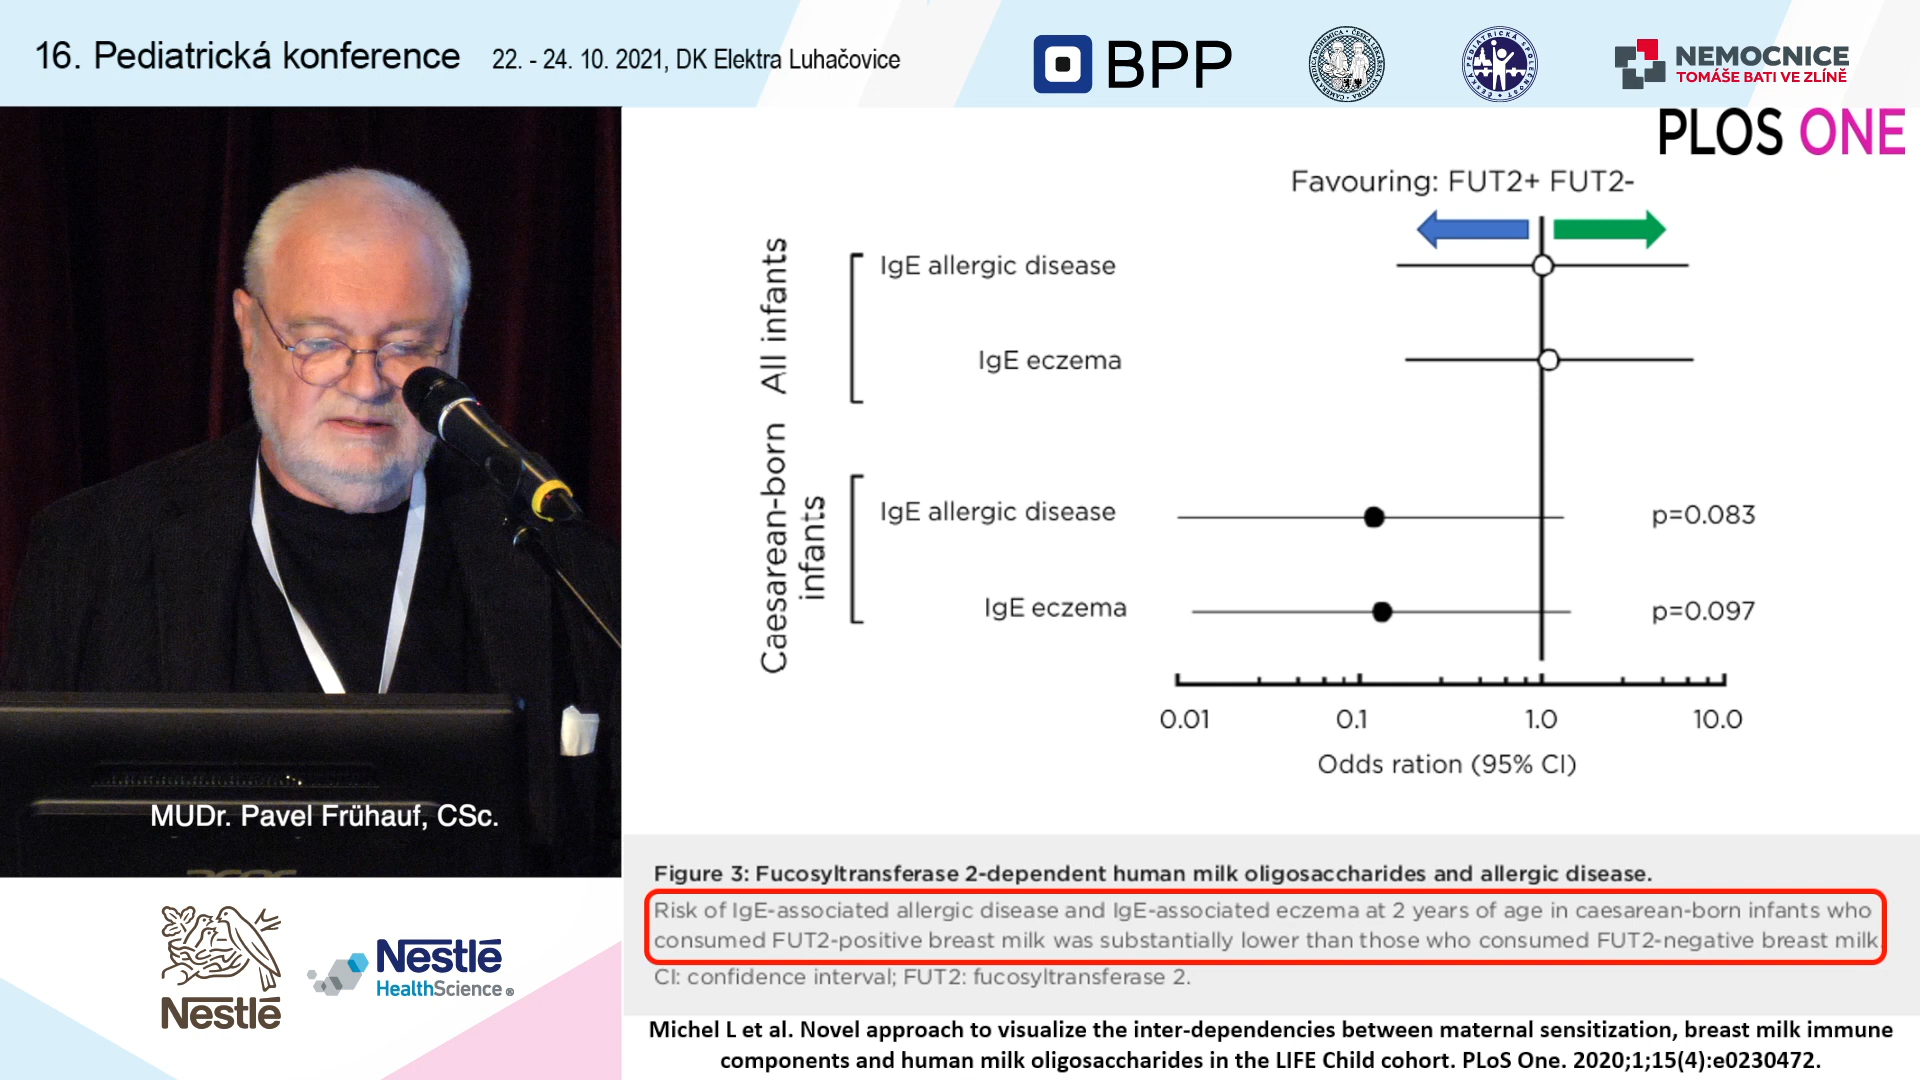 16. Pediatrická konference 22. - 24. 10. 2021, DK Elektra Luhačovice
BPP
NEMOCNICE
TOMÁŠE BATI VE ZLÍNĚ
PLOS ONE
Favouring: FUT2+ FUT2-
All infants
IgE allergic disease
IgE eczema
Caesarean-born
infants
IgE allergic disease
p=0.083
IgE eczema
p=0.097
0.01 0.1 1.0 10.0
Odds ration (95% CI)
MUDr. Pavel Frühauf, CSc.
Nestlé
Nestlé
HealthScience®
Figure 3: Fucosyltransferase 2-dependent human milk oligosaccharides and allergic disease.
Risk of IgE-associated allergic disease and IgE-associated eczema at 2 years of age in caesarean-born infants who
consumed FUT2-positive breast milk was substantially lower than those who consumed FUT2-negative breast milk.
CI: confidence interval; FUT2: fucosyltransferase 2.
Michel L et al. Novel approach to visualize the inter-dependencies between maternal sensitization, breast milk immune
components and human milk oligosaccharides in the LIFE Child cohort. PLoS One. 2020;1;15(4):e0230472.